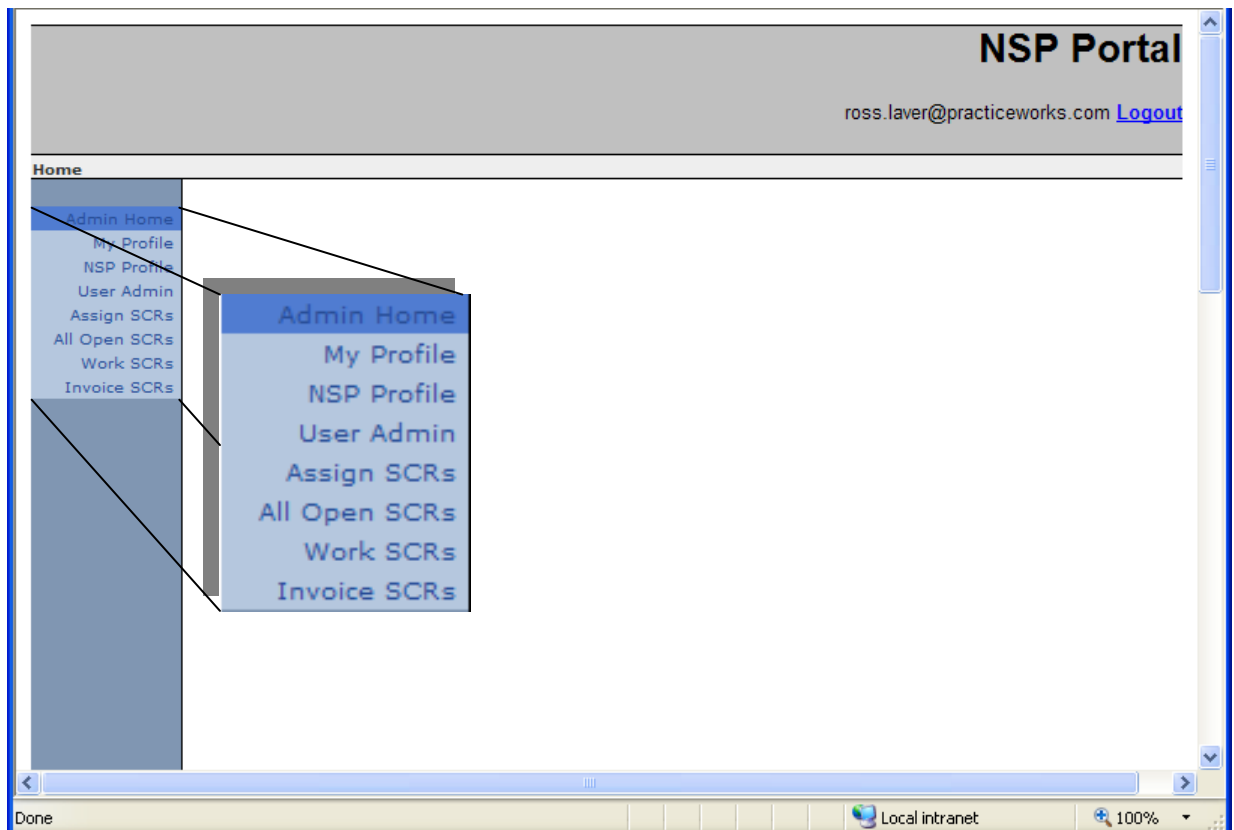 NSP Portal
ross.laver@practiceworks.com Logout
Home
Admin Home
My Profile
NSP Profile
User Admin
Assign SCRs
All Open SCRs
Work SCRs
Invoice SCRs
Admin Home
My Profile
NSP Profile
User Admin
Assign SCRs
All Open SCRs
Work SCRs
Invoice SCRs
Done Local intranet 100%